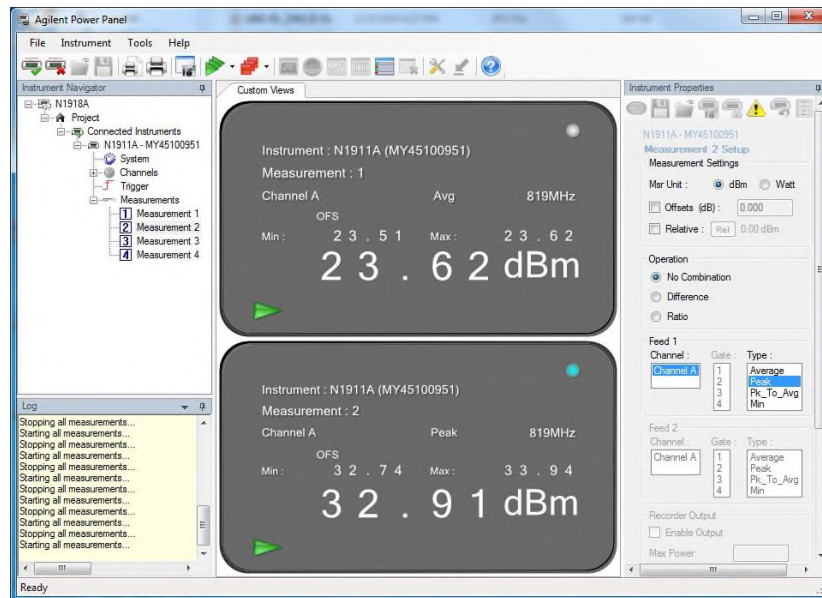 Agilent Power Panel
File Instrument Tools Help
Instrument Navigator
N1918A
Project
Connected Instruments
N1911A - MY45100951
System
Channels
Trigger
Measurements
1 Measurement 1
2 Measurement 2
3 Measurement 3
4 Measurement 4
Log
Stopping all measurements...
Starting all measurements...
Stopping all measurements...
Starting all measurements...
Stopping all measurements...
Starting all measurements...
Stopping all measurements...
Starting all measurements...
Stopping all measurements...
Starting all measurements...
Stopping all measurements...
Starting all measurements...
Ready
Custom Views
Instrument : N1911A (MY45100951)
Measurement : 1
Channel A Avg 819MHz
OFS
Min : 23.51 Max : 23.62
23.62 dBm
Instrument : N1911A (MY45100951)
Measurement : 2
Channel A Peak 819MHz
OFS
Min : 32.74 Max : 33.94
32.91 dBm
Instrument Properties
N1911A - MY45100951
Measurement 2 Setup
Measurement Settings
Msr Unit : dBm Watt
Offsets (dB) : 0.000
Relative : Rel 0.00 dBm
Operation
No Combination
Difference
Ratio
Feed 1
Channel : Gate : Type :
Channel A 1 Average
2 Peak
3 Pk_To_Avg
4 Min
Feed 2
Channel : Gate : Type :
Channel A 1 Average
2 Peak
3 Pk_To_Avg
4 Min
Recorder Output
Enable Output
Max Power: